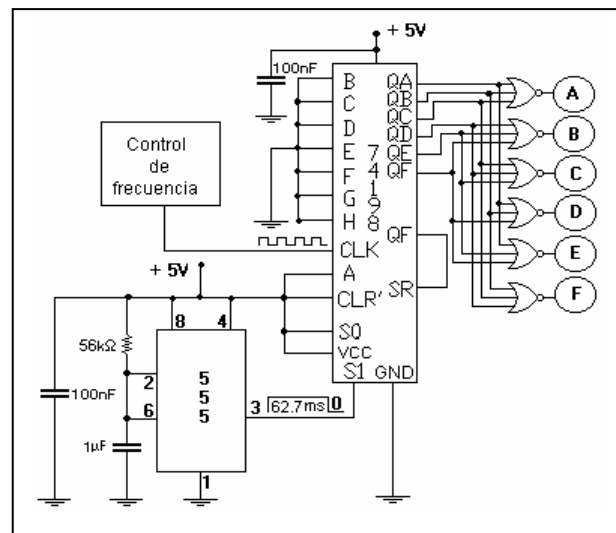 + 5V
100nF
B
C
D
E
F
G
H
CLK
A
CLR'
S0
VCC
S1
GND
QA
QB
QC
QD
QE
QF
QF
SR
7
4
1
9
8
A
B
C
D
E
F
Control
de
frecuencia
+ 5V
8
4
56kΩ
2
6
100nF
1μF
5
5
5
3
62.7ms
0
1